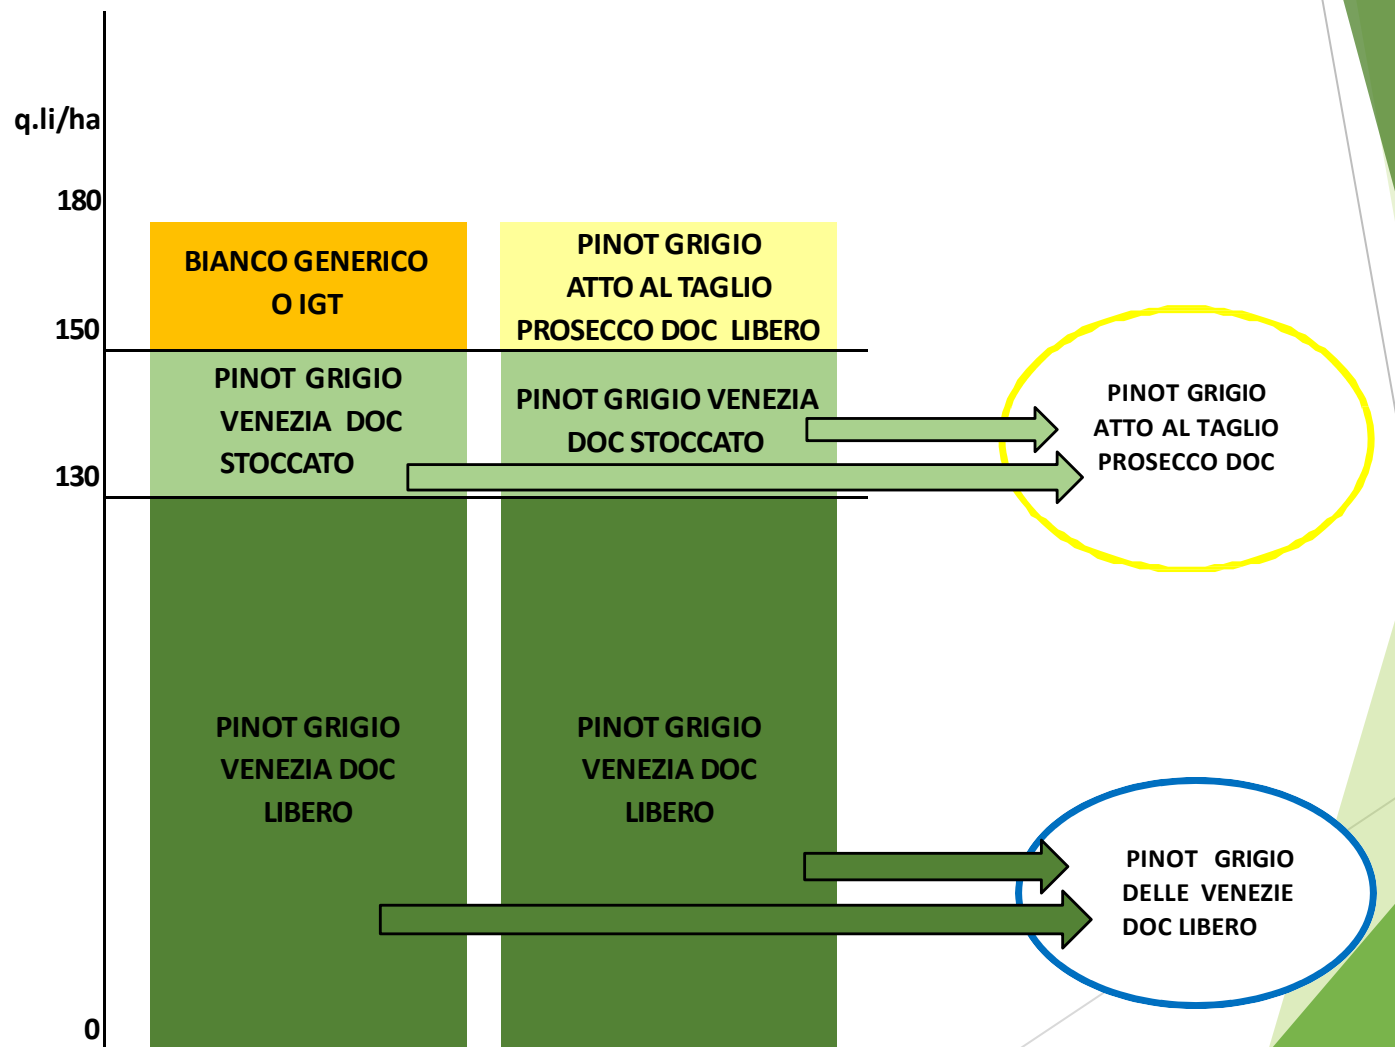 q.li/ha
180
150
130
0
BIANCO GENERICO
O IGT
PINOT GRIGIO
VENEZIA DOC
STOCCATO
PINOT GRIGIO
VENEZIA DOC
LIBERO
PINOT GRIGIO
ATTO AL TAGLIO
PROSECCO DOC LIBERO
PINOT GRIGIO VENEZIA
DOC STOCCATO
PINOT GRIGIO
VENEZIA DOC
LIBERO
PINOT GRIGIO
ATTO AL TAGLIO
PROSECCO DOC
PINOT GRIGIO
DELLE VENEZIE
DOC LIBERO